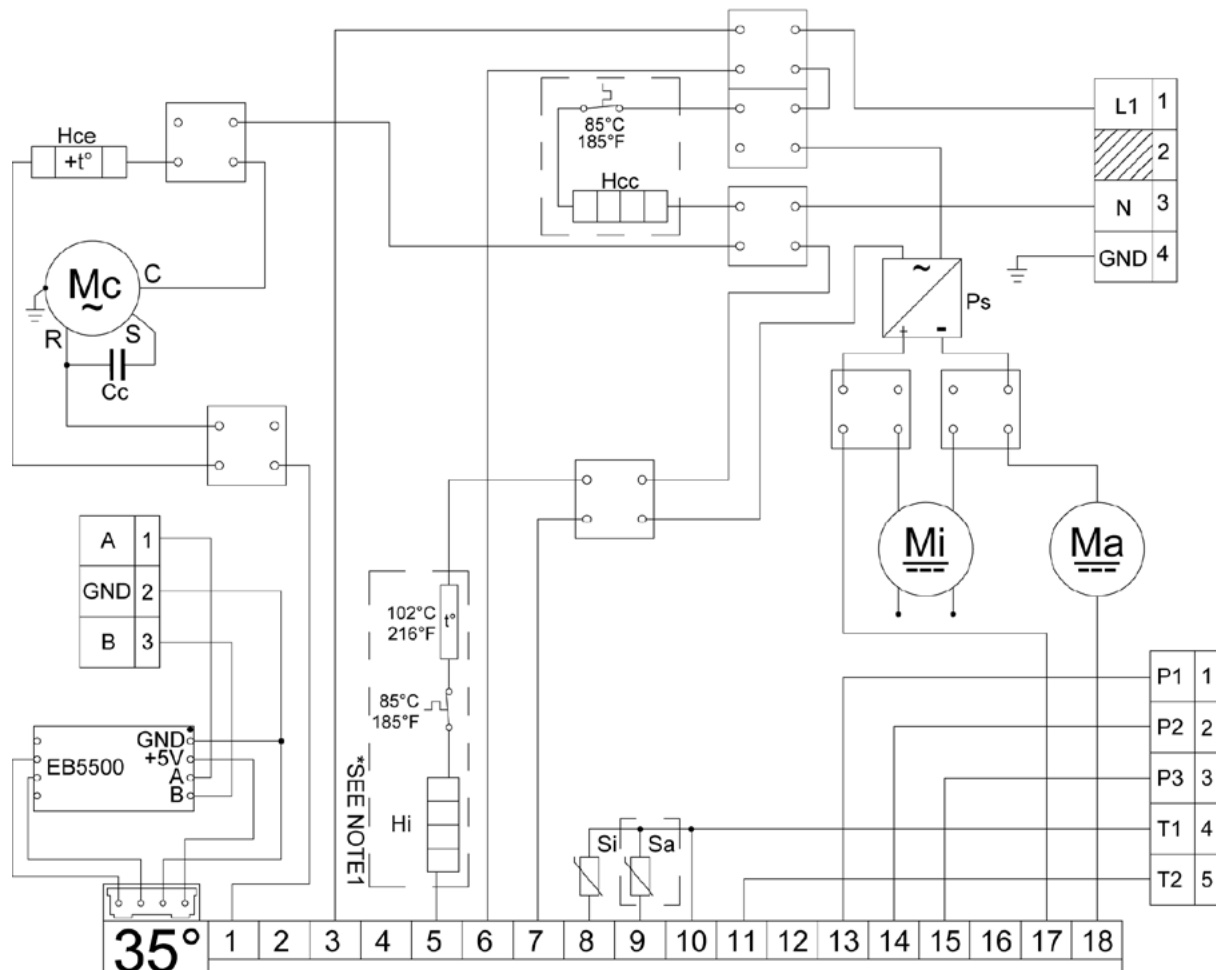 L1 1
2
N 3
GND 4
Hce
+t°
85°C
185°F
Hcc
Mc
~
C
R
S
Cc
~
+ -
Ps
A 1
GND 2
B 3
102°C
216°F
t°
85°C
185°F
Hi
*SEE NOTE1
Mi
Ma
EB5500
GND
+5V
A
B
Si
Sa
P1 1
P2 2
P3 3
T1 4
T2 5
35° 1 2 3 4 5 6 7 8 9 10 11 12 13 14 15 16 17 18